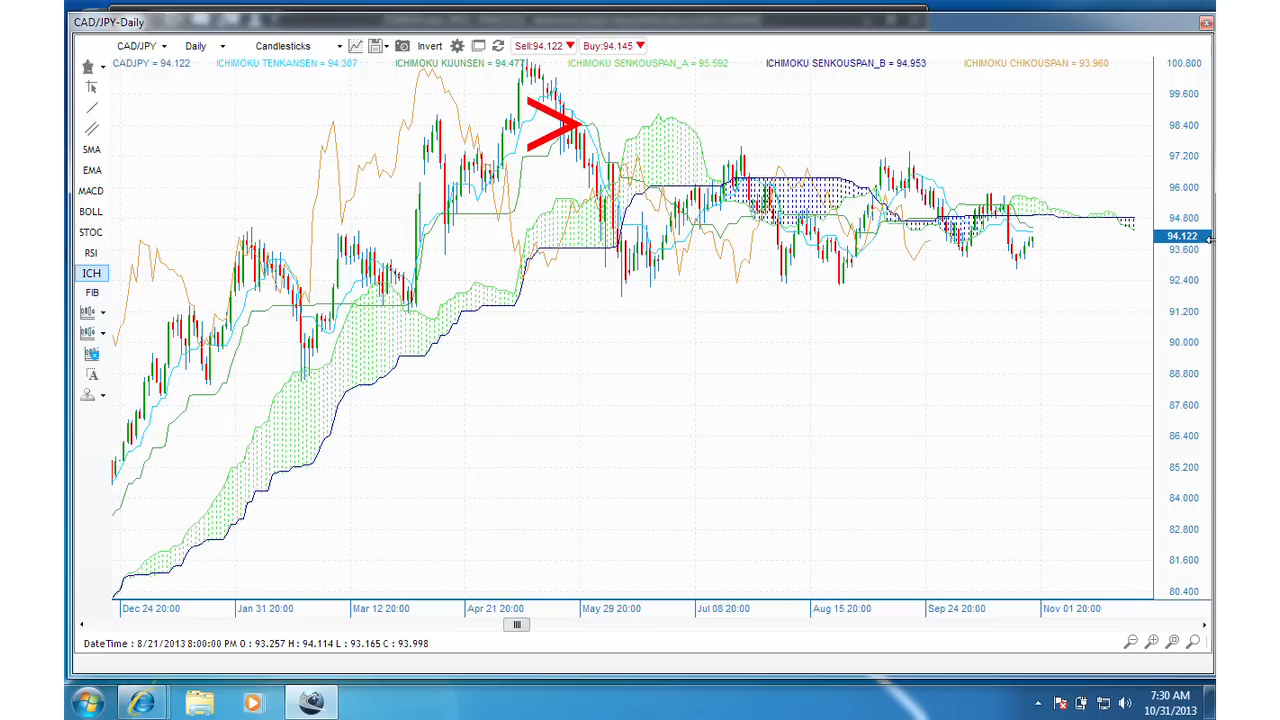 CAD/JPY-Daily
CAD/JPY Daily Candlesticks Invert Sell:94.122 Buy:94.145
CADJPY = 94.122 ICHIMOKU TENKANSEN = 94.307 ICHIMOKU KIJUNSEN = 94.477 ICHIMOKU SENKOUSPAN_A = 95.592 ICHIMOKU SENKOUSPAN_B = 94.953 ICHIMOKU CHIKOUSPAN = 93.960
100.800
99.600
98.400
97.200
96.000
94.800
94.122
93.600
92.400
91.200
90.000
88.800
87.600
86.400
85.200
84.000
82.800
81.600
80.400
SMA
EMA
MACD
BOLL
STOC
RSI
ICH
FIB
A
Dec 24 20:00 Jan 31 20:00 Mar 12 20:00 Apr 21 20:00 May 29 20:00 Jul 08 20:00 Aug 15 20:00 Sep 24 20:00 Nov 01 20:00
DateTime : 8/21/2013 8:00:00 PM O : 93.257 H : 94.114 L : 93.165 C : 93.998
7:30 AM
10/31/2013